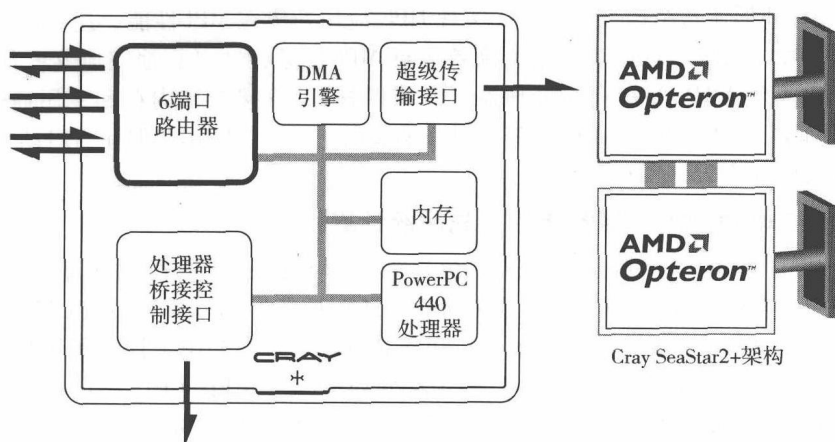 6端口
路由器
DMA
引擎
超级传
输接口
内存
处理器
桥接控
制接口
PowerPC
440
处理器
CRAY
AMD
Opteron™
AMD
Opteron™
Cray SeaStar2+架构